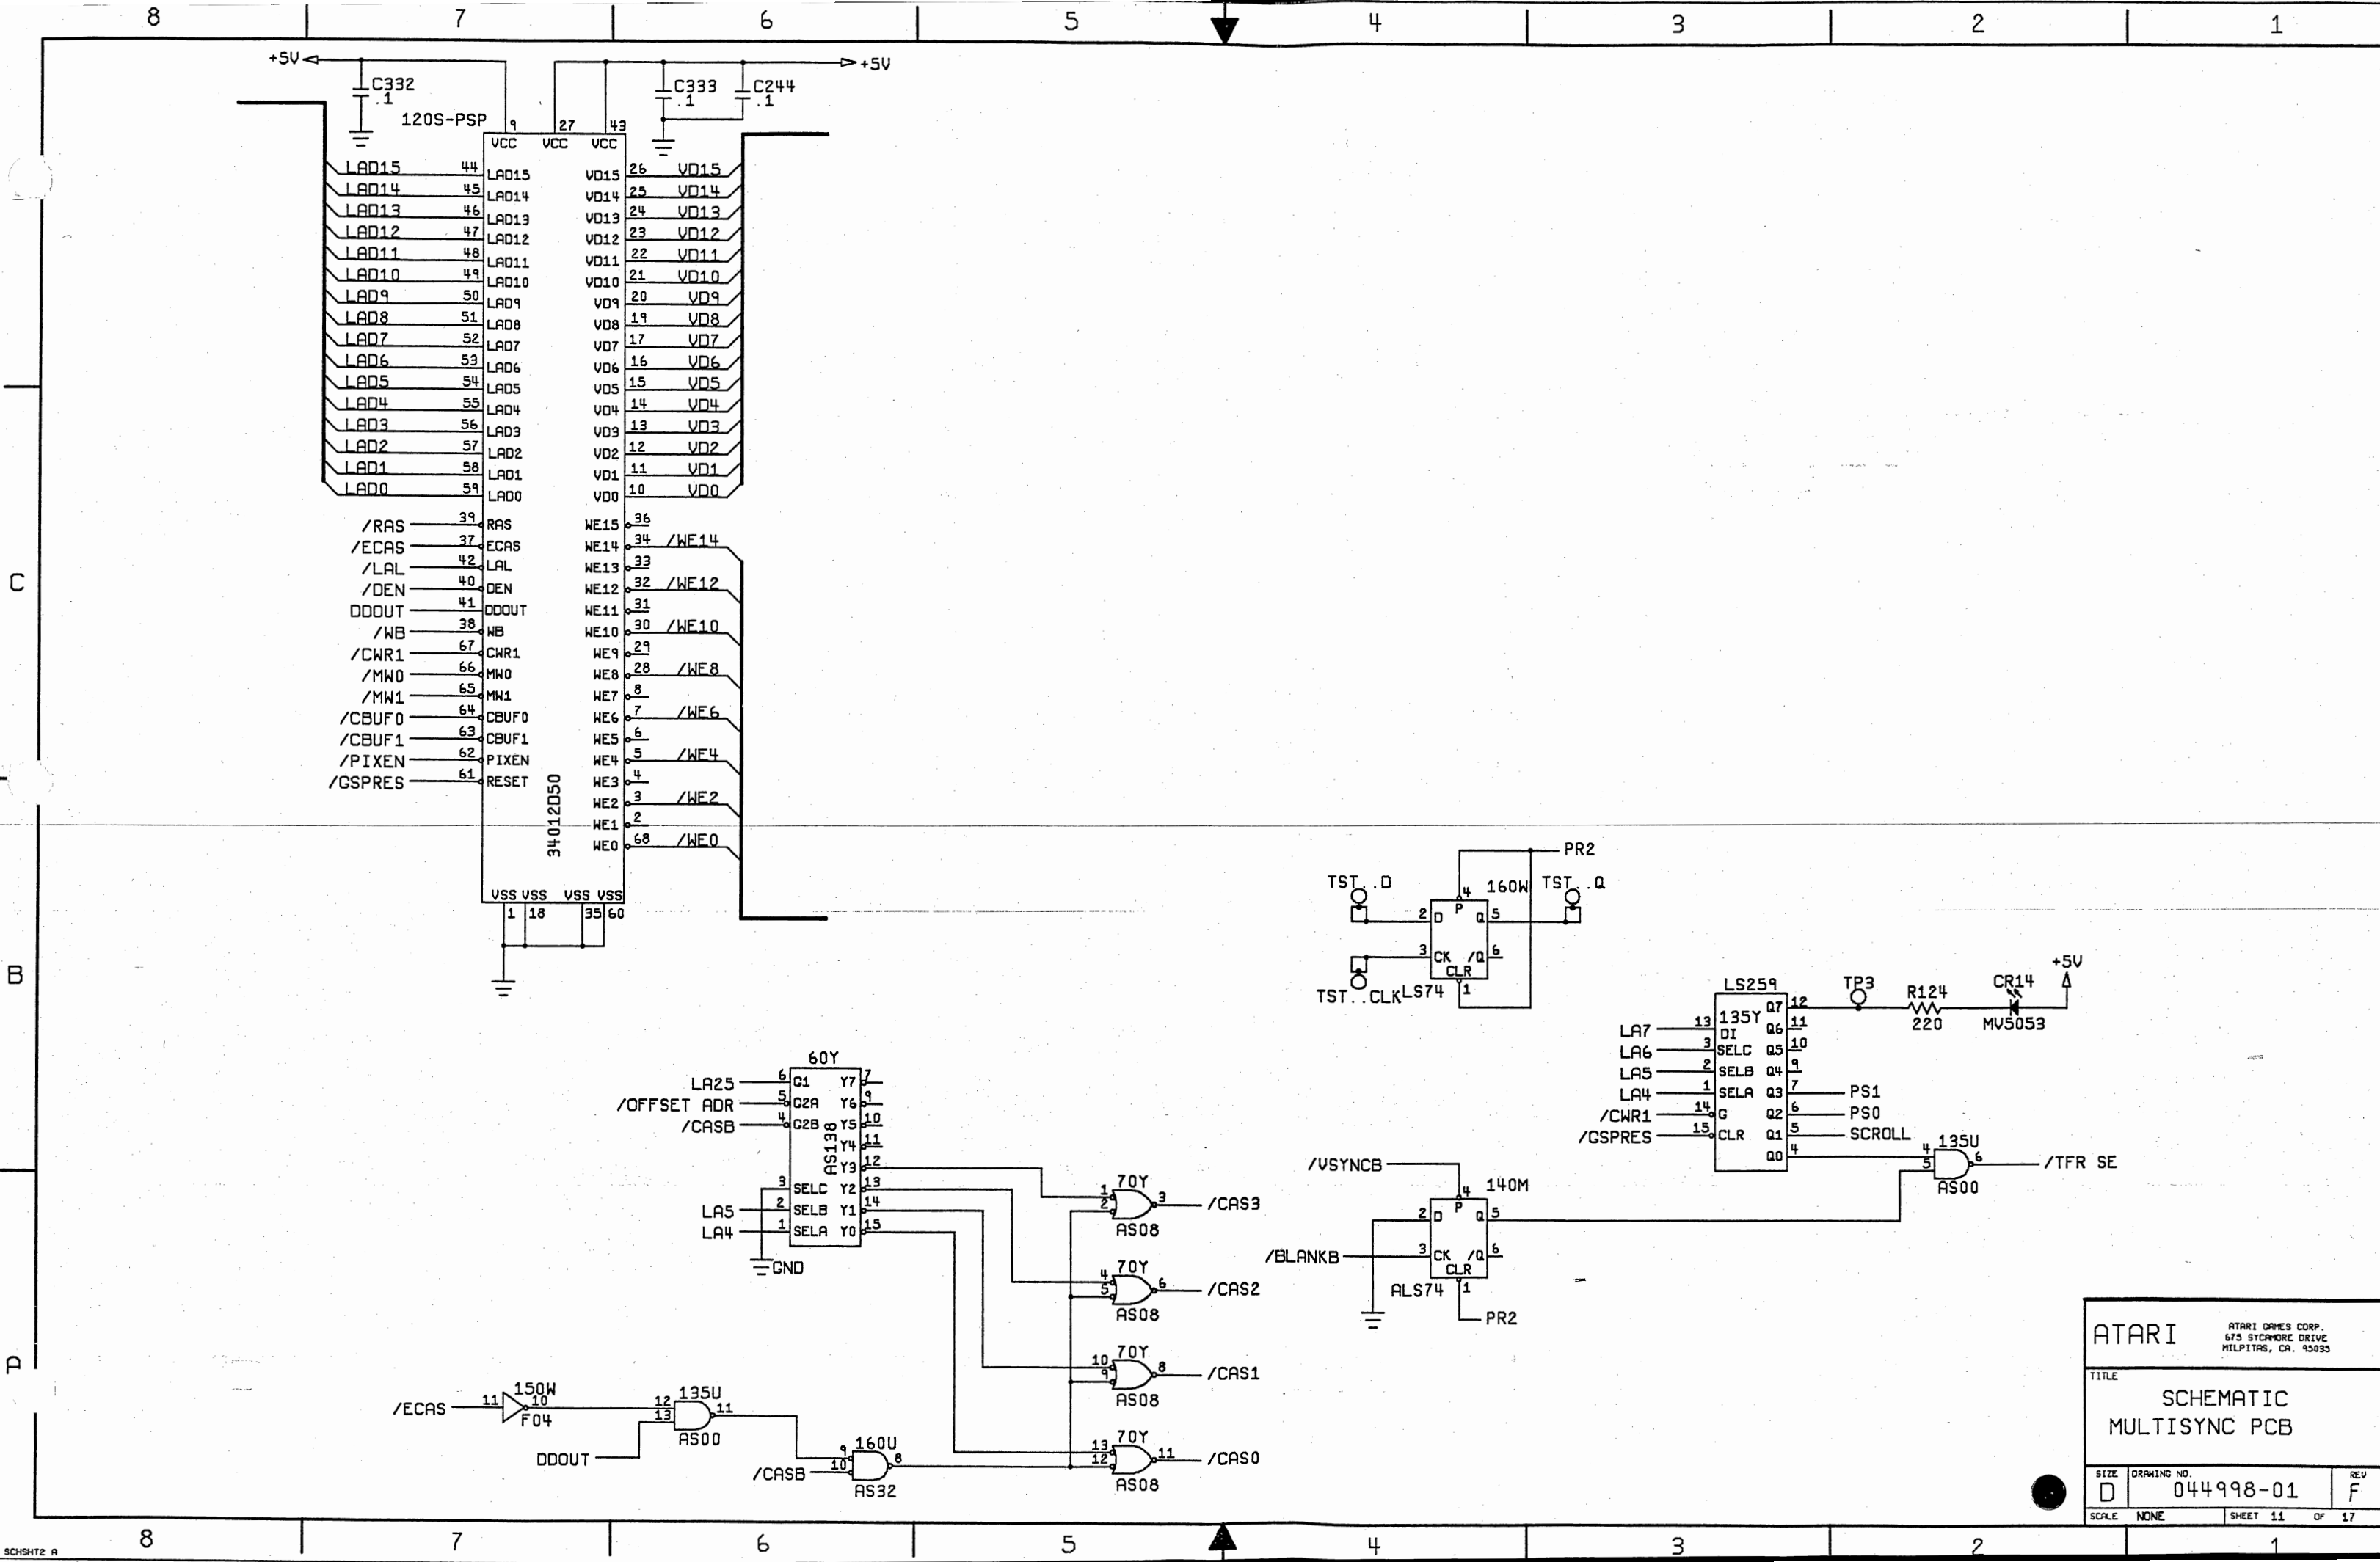 8 7 6 5 4 3 2 1
+5V
C332
.1
120S-PSP
9 27 43
VCC VCC VCC
C333
.1
C244
.1
+5V
LAD15 44 LAD15 VD15 26 VD15
LAD14 45 LAD14 VD14 25 VD14
LAD13 46 LAD13 VD13 24 VD13
LAD12 47 LAD12 VD12 23 VD12
LAD11 48 LAD11 VD11 22 VD11
LAD10 49 LAD10 VD10 21 VD10
LAD9 50 LAD9 VD9 20 VD9
LAD8 51 LAD8 VD8 19 VD8
LAD7 52 LAD7 VD7 17 VD7
LAD6 53 LAD6 VD6 16 VD6
LAD5 54 LAD5 VD5 15 VD5
LAD4 55 LAD4 VD4 14 VD4
LAD3 56 LAD3 VD3 13 VD3
LAD2 57 LAD2 VD2 12 VD2
LAD1 58 LAD1 VD1 11 VD1
LAD0 59 LAD0 VD0 10 VD0
/RAS 39 RAS WE15 36
/ECAS 37 ECAS WE14 34 /WE14
/LAL 42 LAL WE13 33
/DEN 40 DEN WE12 32 /WE12
DDOUT 41 DDOUT WE11 31
/WB 38 WB WE10 30 /WE10
/CWR1 67 CWR1 WE9 29
/MW0 66 MW0 WE8 28 /WE8
/MW1 65 MW1 WE7 8
/CBUF0 64 CBUF0 WE6 7 /WE6
/CBUF1 63 CBUF1 WE5 6
/PIXEN 62 PIXEN WE4 5 /WE4
/GSPRES 61 RESET WE3 4
WE2 3 /WE2
WE1 2
WE0 68 /WE0
34012D50
VSS VSS VSS VSS
1 18 35 60
C
B
A
PR2
TST..D
4 160W
TST..Q
2 D P Q 5
3 CK /Q 6
CLR
TST..CLK
LS74 1
LS259
135Y
Q7 12
TP3
R124
220
CR14
MV5053
+5V
LA7 13 DI Q6 11
LA6 3 SELC Q5 10
LA5 2 SELB Q4 9
LA4 1 SELA Q3 7 PS1
/CWR1 14 G Q2 6 PS0
/GSPRES 15 CLR Q1 5 SCROLL
Q0 4
4 135U
5 6 /TFR SE
AS00
60Y
LA25 6 G1 Y7 7
/OFFSET ADR 5 G2A Y6 9
/CASB 4 G2B Y5 10
Y4 11
AS138
Y3 12
3 SELC Y2 13
LA5 2 SELB Y1 14
LA4 1 SELA Y0 15
GND
70Y
1 2 3 /CAS3
AS08
70Y
4 5 6 /CAS2
AS08
70Y
10 9 8 /CAS1
AS08
70Y
13 12 11 /CAS0
AS08
/VSYNCB
4 140M
2 D P Q 5
/BLANKB 3 CK /Q 6
CLR
ALS74 1
PR2
/ECAS 11 150W 10
F04
12 135U
13 11
AS00
DDOUT
160U
9 8
/CASB 10
AS32
ATARI
ATARI GAMES CORP.
675 SYCAMORE DRIVE
MILPITAS, CA. 95035
TITLE
SCHEMATIC
MULTISYNC PCB
SIZE DRAWING NO. REV
D 044998-01 F
SCALE NONE SHEET 11 OF 17
8 7 6 5 4 3 2 1
SCHSHT2 A